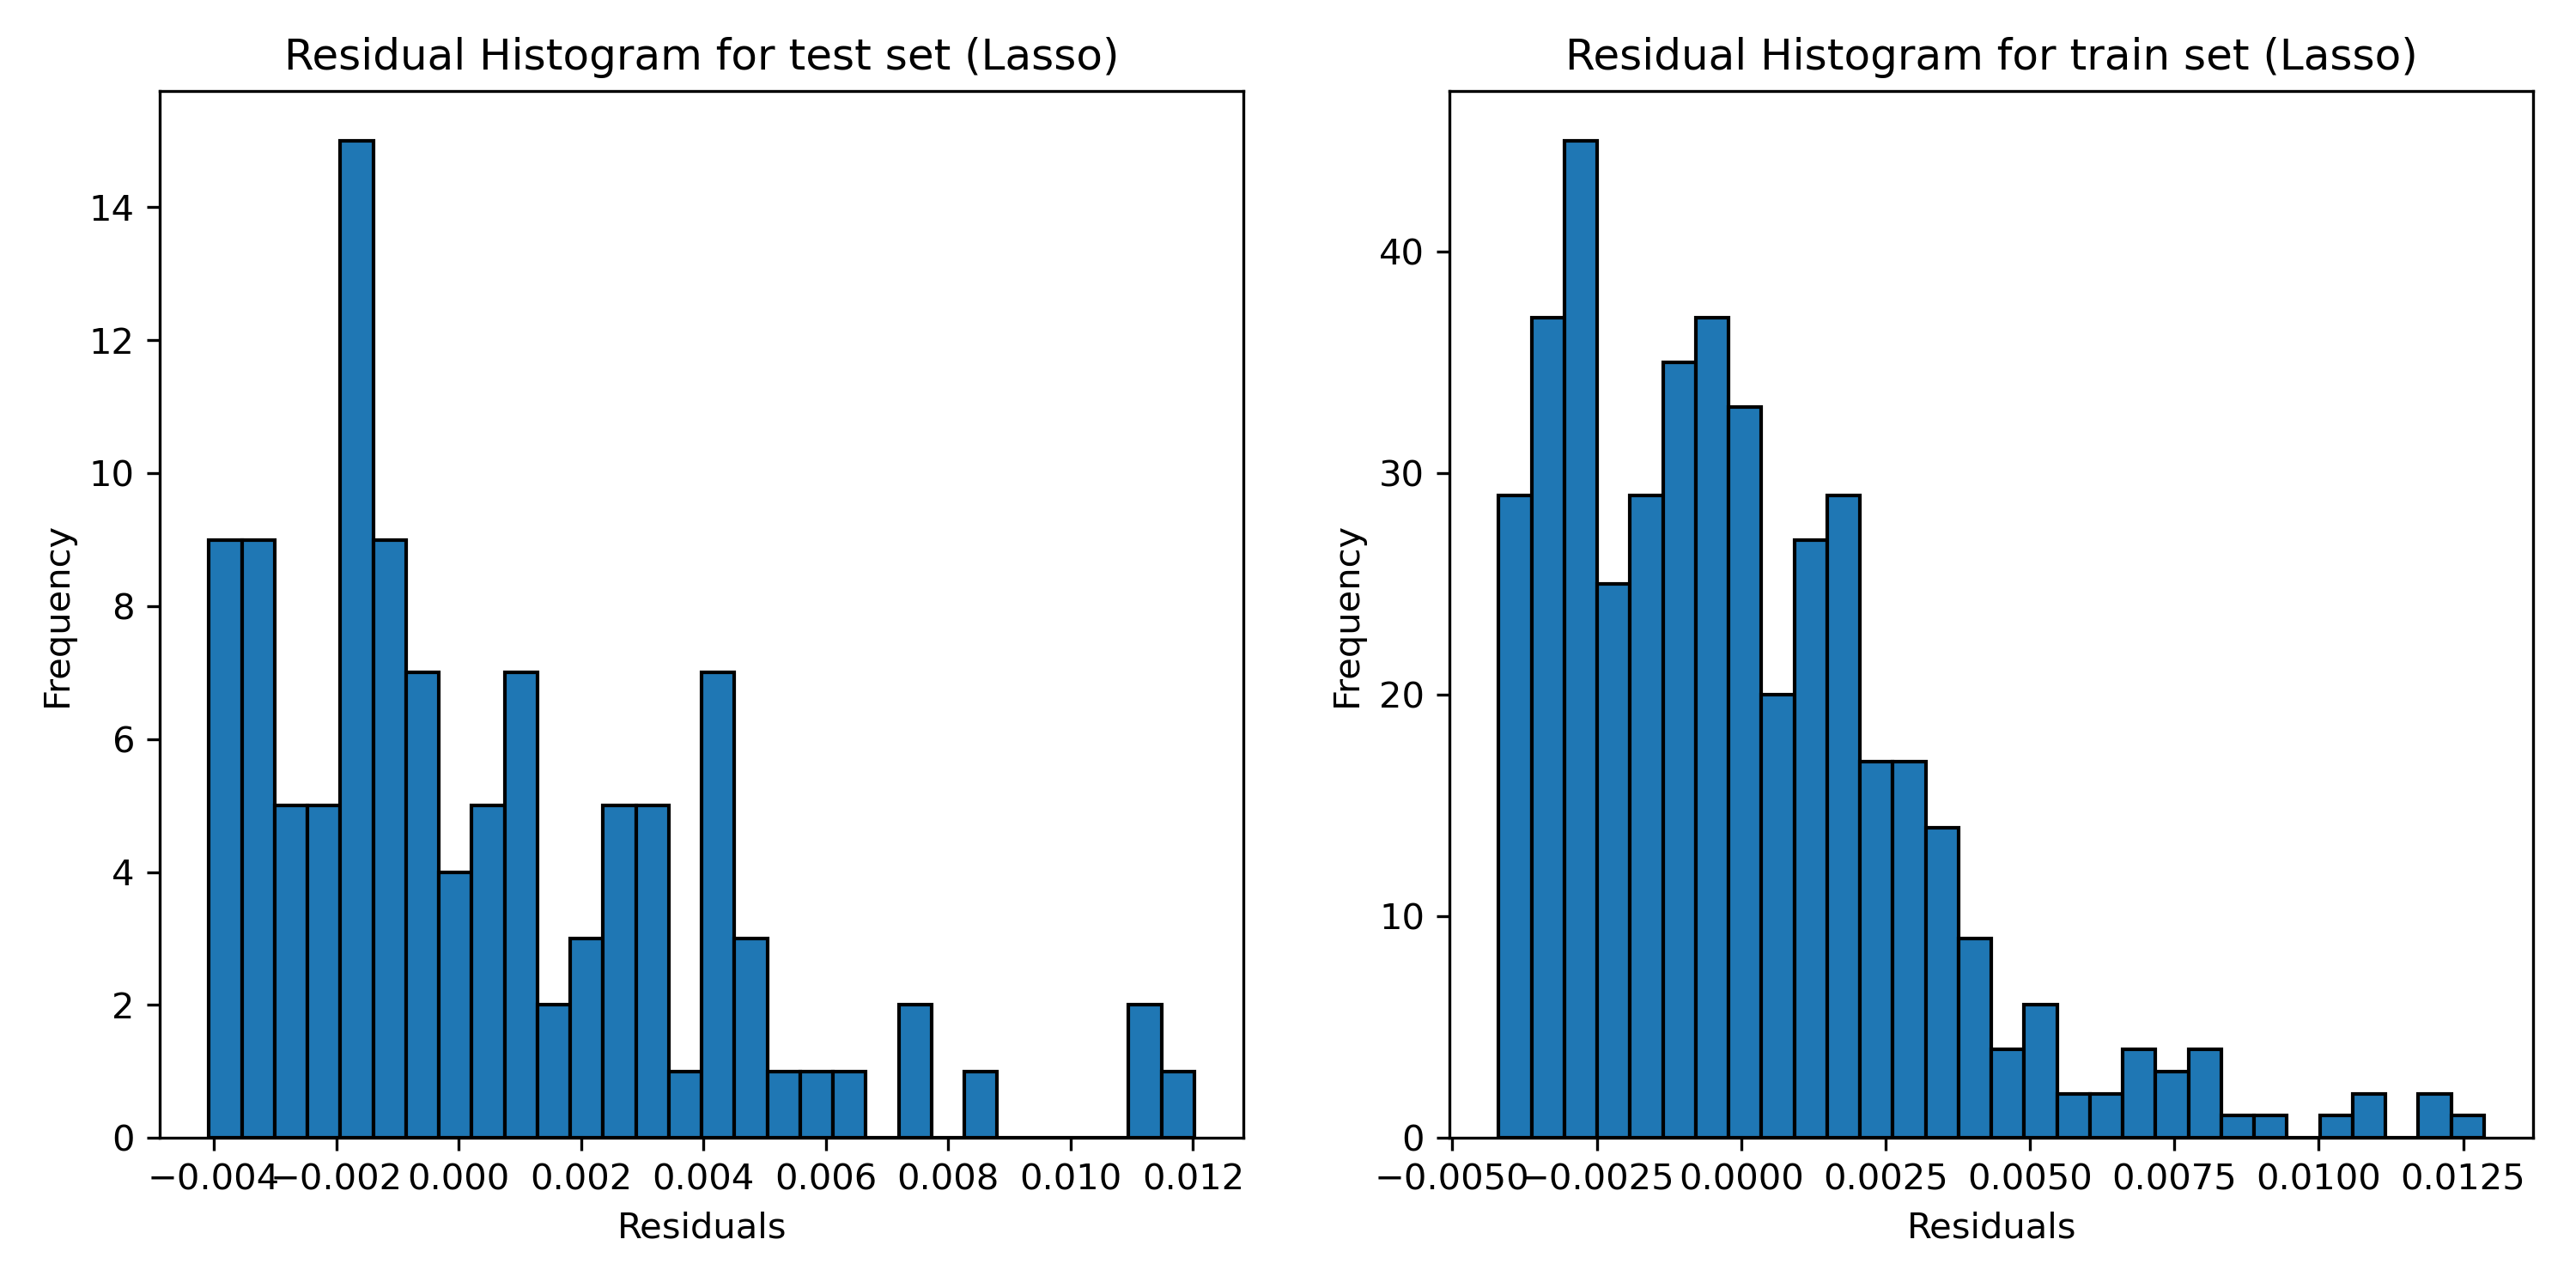 Residual Histogram for test set (Lasso)
Frequency
14
12
10
8
6
4
2
0
−0.004 −0.002 0.000 0.002 0.004 0.006 0.008 0.010 0.012
Residuals
Residual Histogram for train set (Lasso)
Frequency
40
30
20
10
0
−0.0050 −0.0025 0.0000 0.0025 0.0050 0.0075 0.0100 0.0125
Residuals